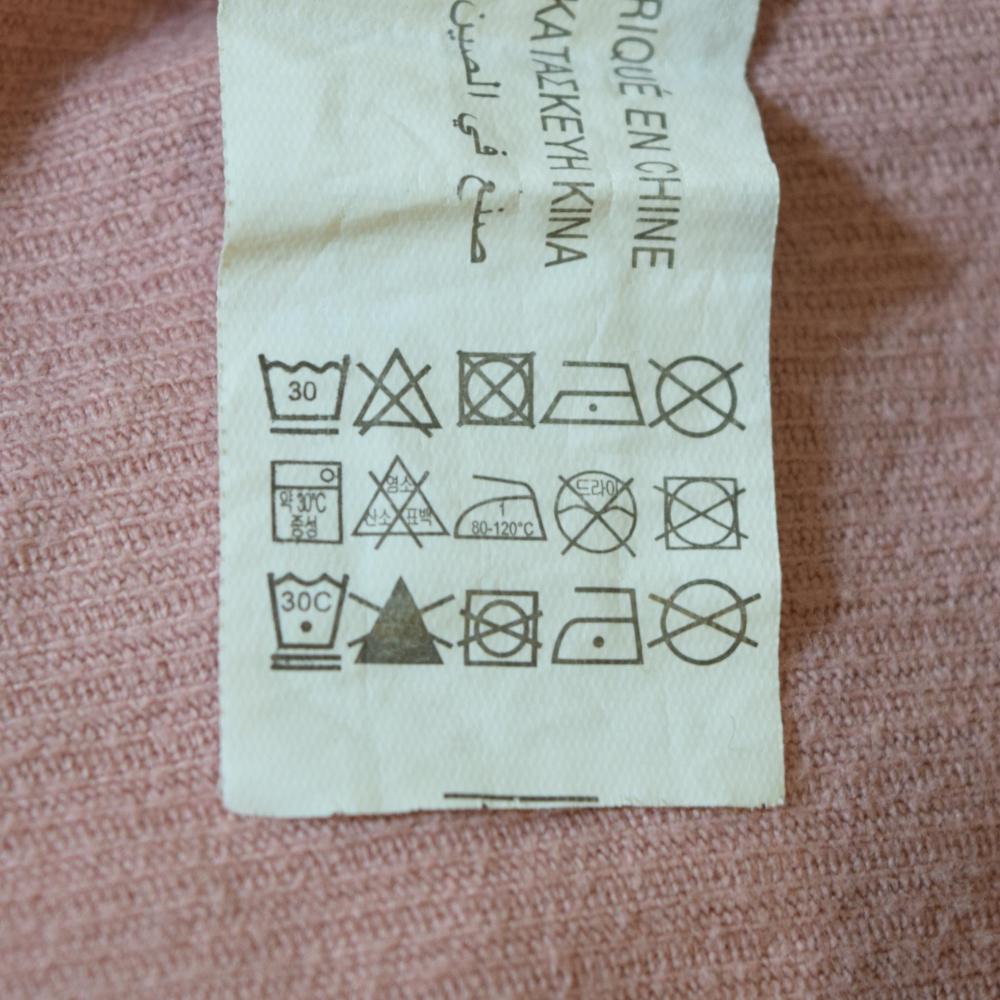 RIQUÉ EN CHINE
ΚΑΤΑΣΚΕΥΗ ΚΙΝΑ
صنع في الصين
30
약 30°C
중성
염소
산소 표백
1
80-120°C
드라이
30C